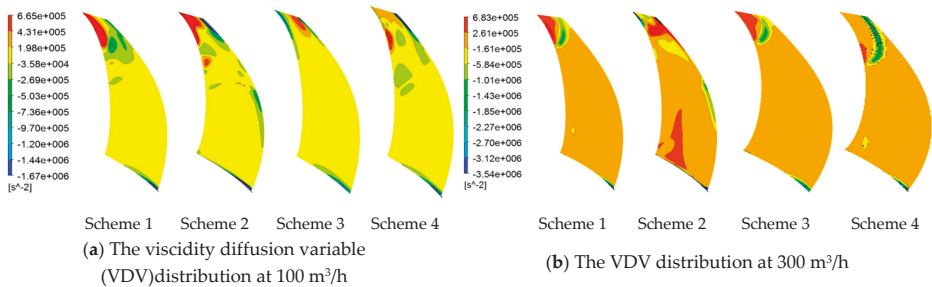 6.65e+005
4.31e+005
1.98e+005
-3.58e+004
-2.69e+005
-5.03e+005
-7.36e+005
-9.70e+005
-1.20e+006
-1.44e+006
-1.67e+006
[s^-2]
Scheme 1 Scheme 2 Scheme 3 Scheme 4
(a) The viscidity diffusion variable
(VDV)distribution at 100 m³/h
6.83e+005
2.61e+005
-1.62e+005
-5.84e+005
-1.01e+006
-1.43e+006
-1.85e+006
-2.27e+006
-2.70e+006
-3.12e+006
-3.54e+006
[s^-2]
Scheme 1 Scheme 2 Scheme 3 Scheme 4
(b) The VDV distribution at 300 m³/h